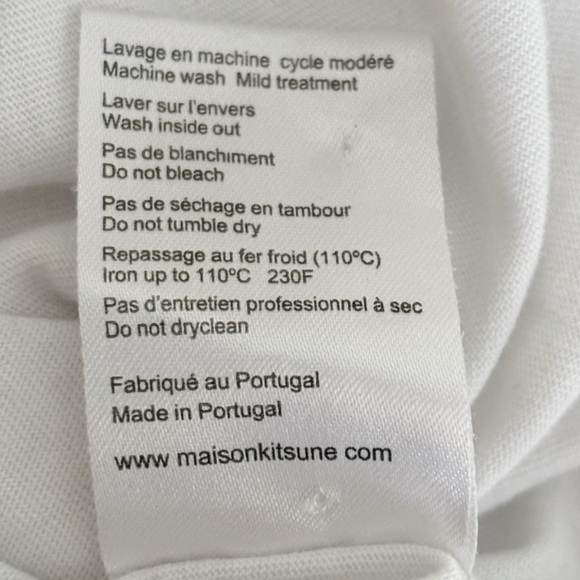 Lavage en machine cycle modéré
Machine wash Mild treatment
Laver sur l'envers
Wash inside out
Pas de blanchiment
Do not bleach
Pas de séchage en tambour
Do not tumble dry
Repassage au fer froid (110ºC)
Iron up to 110ºC 230F
Pas d'entretien professionnel à sec
Do not dryclean
Fabriqué au Portugal
Made in Portugal
www maisonkitsune com